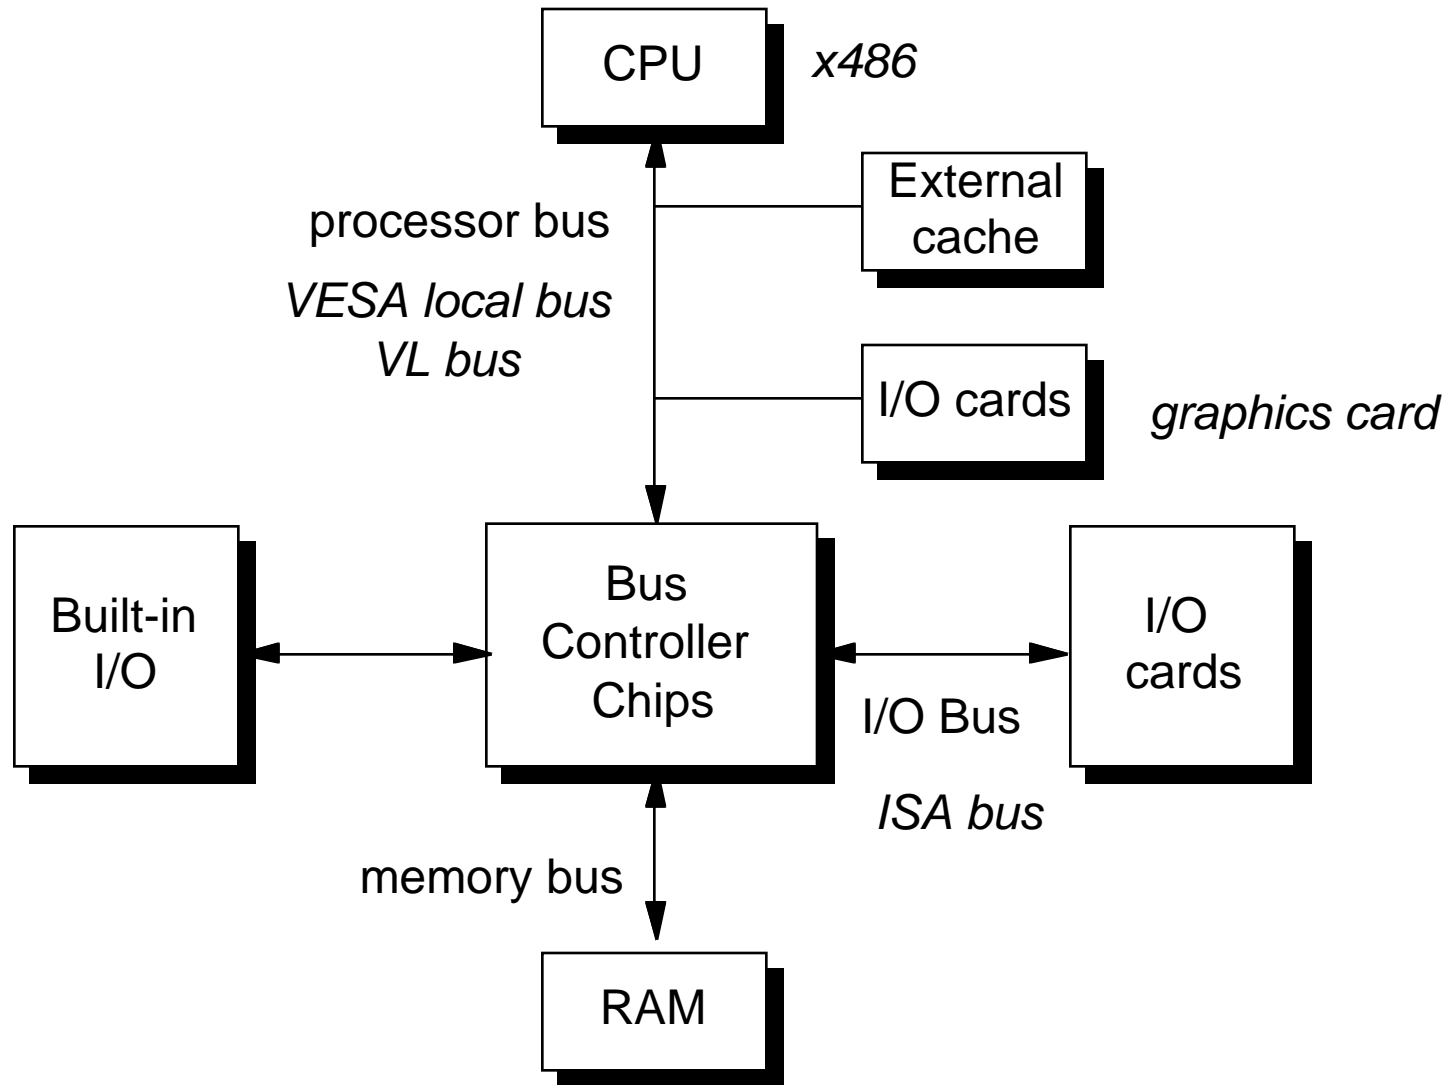 CPU
x486
External
cache
processor bus
VESA local bus
VL bus
I/O cards
graphics card
Built-in
I/O
Bus
Controller
Chips
I/O
cards
I/O Bus
ISA bus
memory bus
RAM